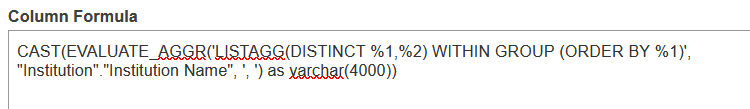 Column Formula
CAST(EVALUATE_AGGR('LISTAGG(DISTINCT %1,%2) WITHIN GROUP (ORDER BY %1)',
"Institution"."Institution Name", ', ') as varchar(4000))